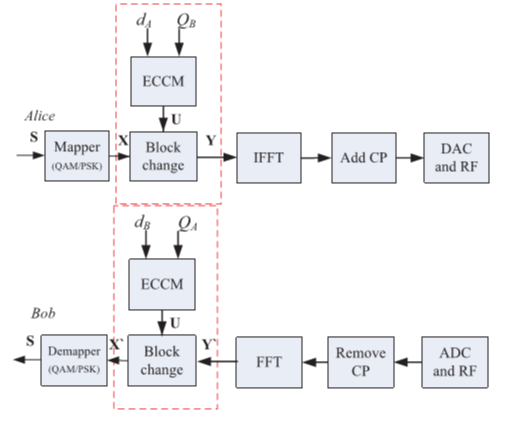 d_A Q_B
ECCM
Alice
S
Mapper
(QAM/PSK)
X
U
Block
change
Y
IFFT
Add CP
DAC
and RF
d_B Q_A
ECCM
Bob
S
Demapper
(QAM/PSK)
X`
U
Block
change
Y`
FFT
Remove
CP
ADC
and RF